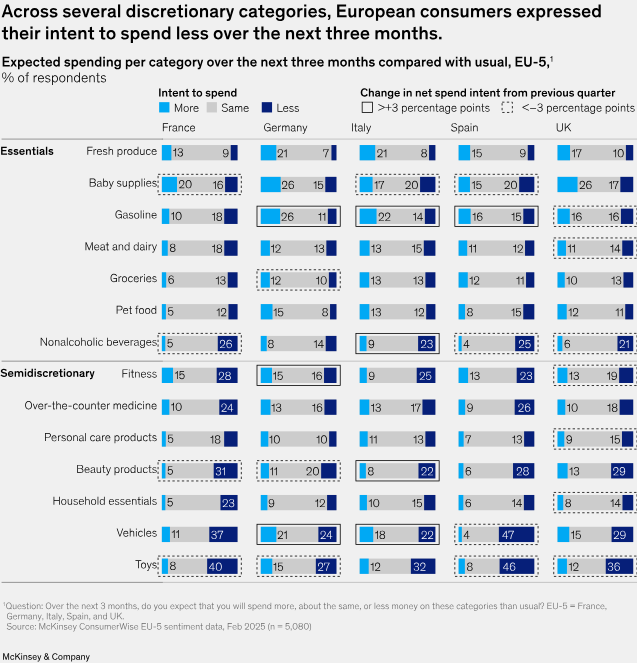 Across several discretionary categories, European consumers expressed
their intent to spend less over the next three months.
Expected spending per category over the next three months compared with usual, EU-5,¹
% of respondents
Intent to spend
More Same Less
Change in net spend intent from previous quarter
>+3 percentage points <−3 percentage points
France Germany Italy Spain UK
Essentials Fresh produce 13 9 21 7 21 8 15 9 17 10
Baby supplies 20 16 26 15 17 20 15 20 26 17
Gasoline 10 18 26 11 22 14 16 15 16 16
Meat and dairy 8 18 12 13 13 15 11 12 11 14
Groceries 6 13 12 10 13 13 12 11 10 13
Pet food 5 12 15 8 13 12 8 15 12 11
Nonalcoholic beverages 5 26 8 14 9 23 4 25 6 21
Semidiscretionary Fitness 15 28 15 16 9 25 13 23 13 19
Over-the-counter medicine 10 24 13 16 13 17 9 26 10 18
Personal care products 5 18 10 10 11 13 7 13 9 15
Beauty products 5 31 11 20 8 22 6 28 13 29
Household essentials 5 23 9 12 10 15 6 14 8 14
Vehicles 11 37 21 24 18 22 4 47 15 29
Toys 8 40 15 27 12 32 8 46 12 36
¹Question: Over the next 3 months, do you expect that you will spend more, about the same, or less money on these categories than usual? EU-5 = France,
Germany, Italy, Spain, and UK.
Source: McKinsey ConsumerWise EU-5 sentiment data, Feb 2025 (n = 5,080)
McKinsey & Company